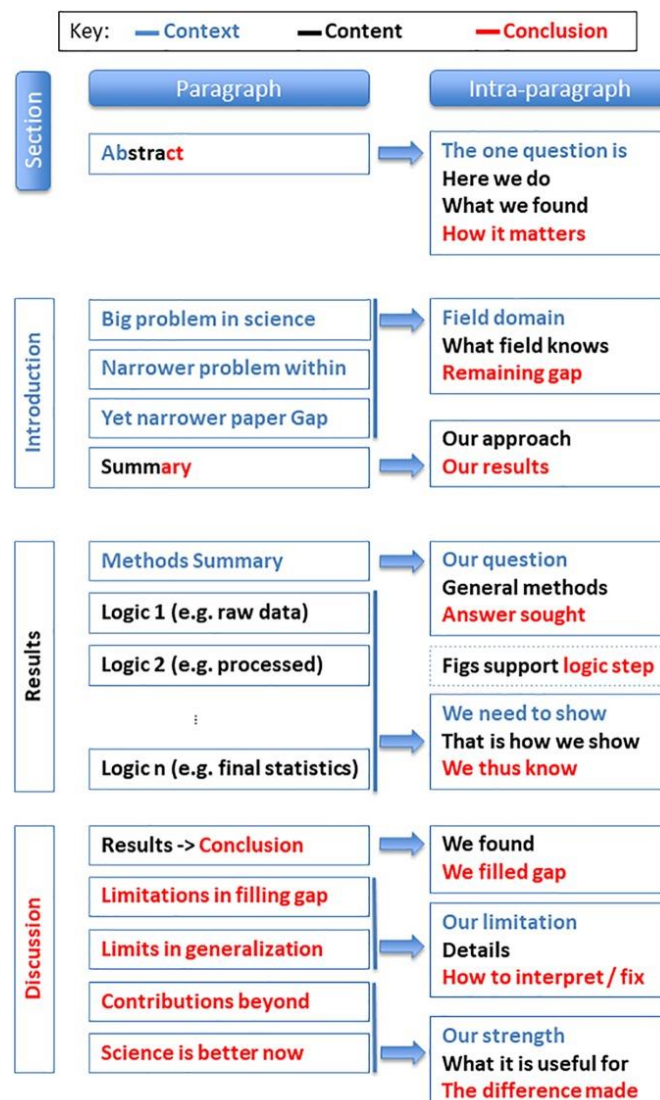 Key: Context Content Conclusion
Section
Paragraph
Intra-paragraph
Abstract
The one question is
Here we do
What we found
How it matters
Introduction
Big problem in science
Narrower problem within
Yet narrower paper Gap
Summary
Field domain
What field knows
Remaining gap
Our approach
Our results
Results
Methods Summary
Logic 1 (e.g. raw data)
Logic 2 (e.g. processed)
...
Logic n (e.g. final statistics)
Our question
General methods
Answer sought
Figs support logic step
We need to show
That is how we show
We thus know
Discussion
Results -> Conclusion
Limitations in filling gap
Limits in generalization
Contributions beyond
Science is better now
We found
We filled gap
Our limitation
Details
How to interpret / fix
Our strength
What it is useful for
The difference made